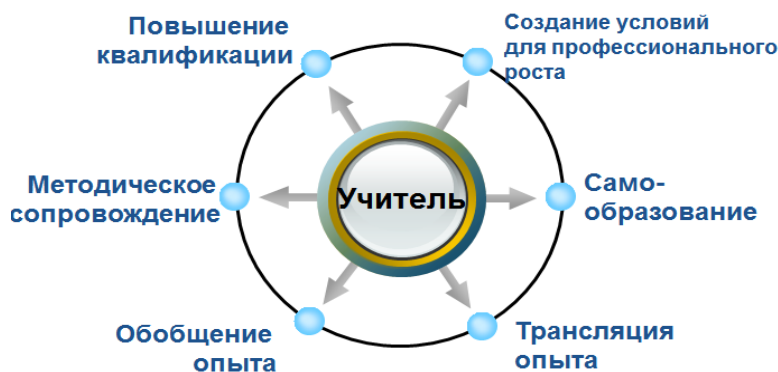 Повышение
квалификации
Создание условий
для профессионального
роста
Методическое
сопровождение
Учитель
Само-
образование
Обобщение
опыта
Трансляция
опыта